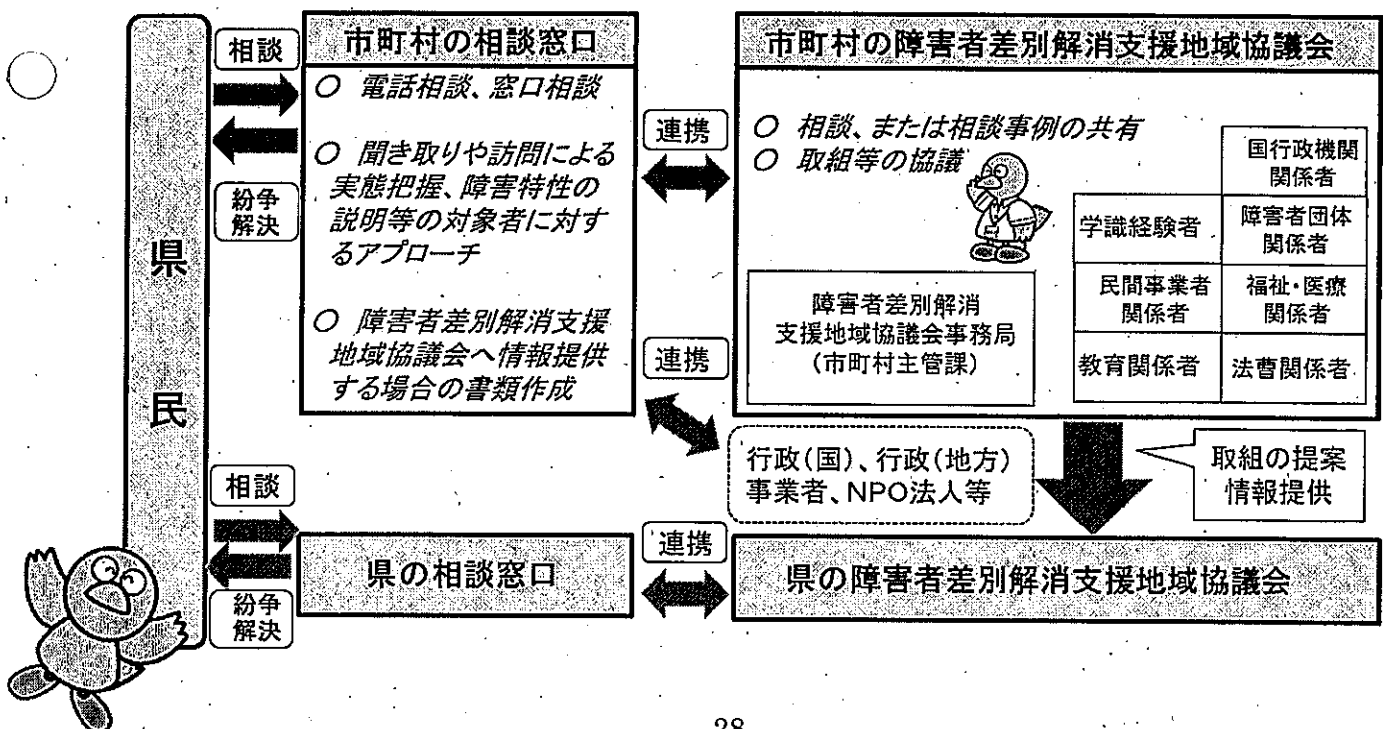 県民
相談
紛争
解決
市町村の相談窓口
○ 電話相談、窓口相談
○ 聞き取りや訪問による
実態把握、障害特性の
説明等の対象者に対す
るアプローチ
○ 障害者差別解消支援
地域協議会へ情報提供
する場合の書類作成
連携
連携
市町村の障害者差別解消支援地域協議会
○ 相談、または相談事例の共有
○ 取組等の協議
障害者差別解消
支援地域協議会事務局
(市町村主管課)
国行政機関
関係者
学識経験者
障害者団体
関係者
民間事業者
関係者
福祉・医療
関係者
教育関係者
法曹関係者
行政(国)、行政(地方)
事業者、NPO法人等
取組の提案
情報提供
相談
紛争
解決
県の相談窓口
連携
県の障害者差別解消支援地域協議会
28